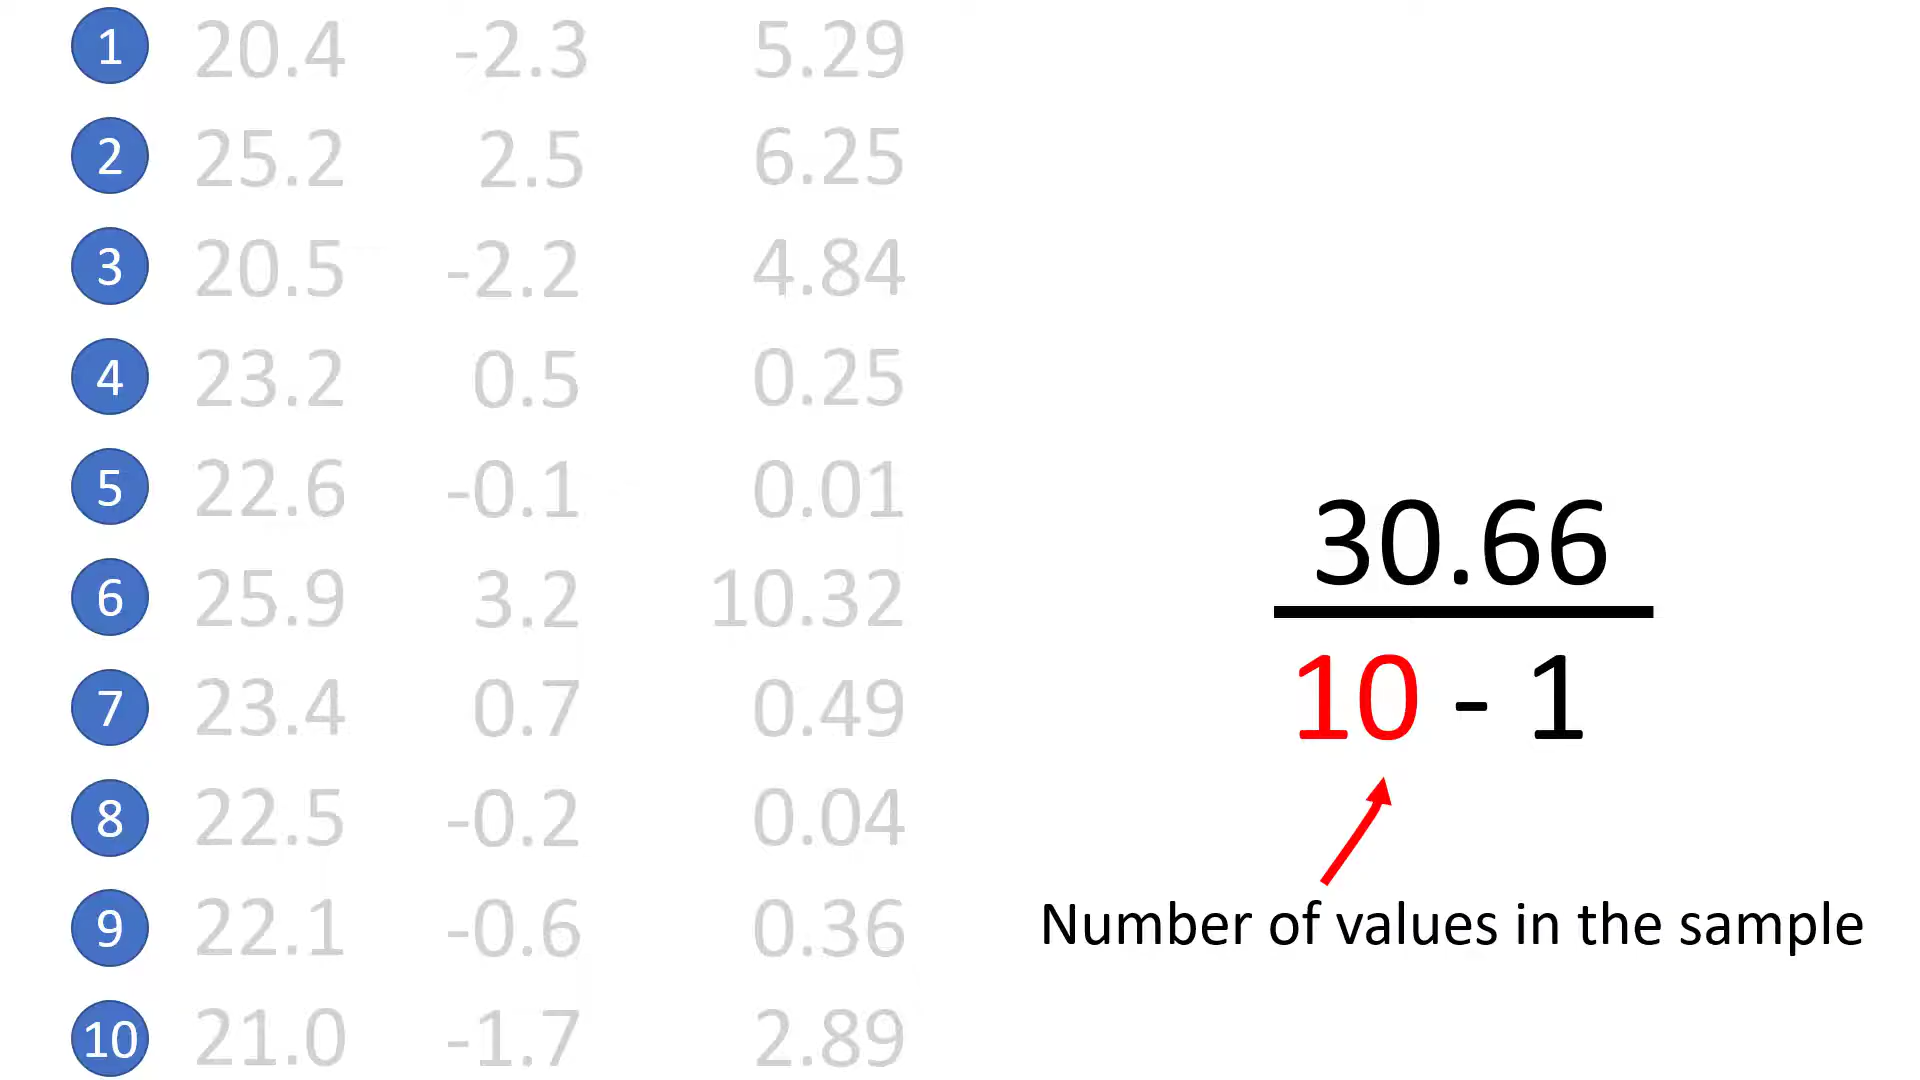 1 20.4 -2.3 5.29
2 25.2 2.5 6.25
3 20.5 -2.2 4.84
4 23.2 0.5 0.25
5 22.6 -0.1 0.01
6 25.9 3.2 10.32
7 23.4 0.7 0.49
8 22.5 -0.2 0.04
9 22.1 -0.6 0.36
10 21.0 -1.7 2.89
30.66
10 - 1
Number of values in the sample